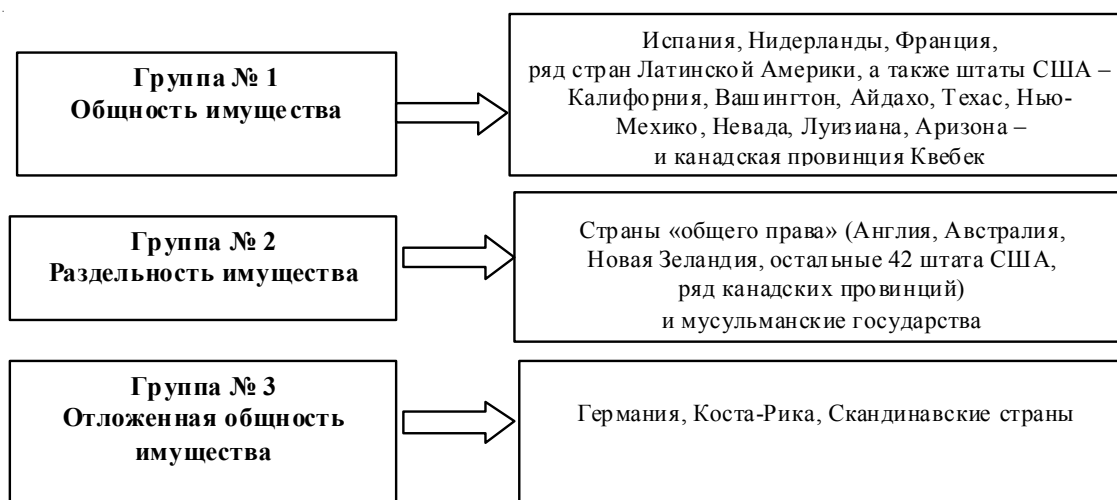 Группа № 1
Общность имущества
Испания, Нидерланды, Франция,
ряд стран Латинской Америки, а также штаты США –
Калифорния, Вашингтон, Айдахо, Техас, Нью-
Мехико, Невада, Луизиана, Аризона –
и канадская провинция Квебек
Группа № 2
Раздельность имущества
Страны «общего права» (Англия, Австралия,
Новая Зеландия, остальные 42 штата США,
ряд канадских провинций)
и мусульманские государства
Группа № 3
Отложенная общность
имущества
Германия, Коста-Рика, Скандинавские страны